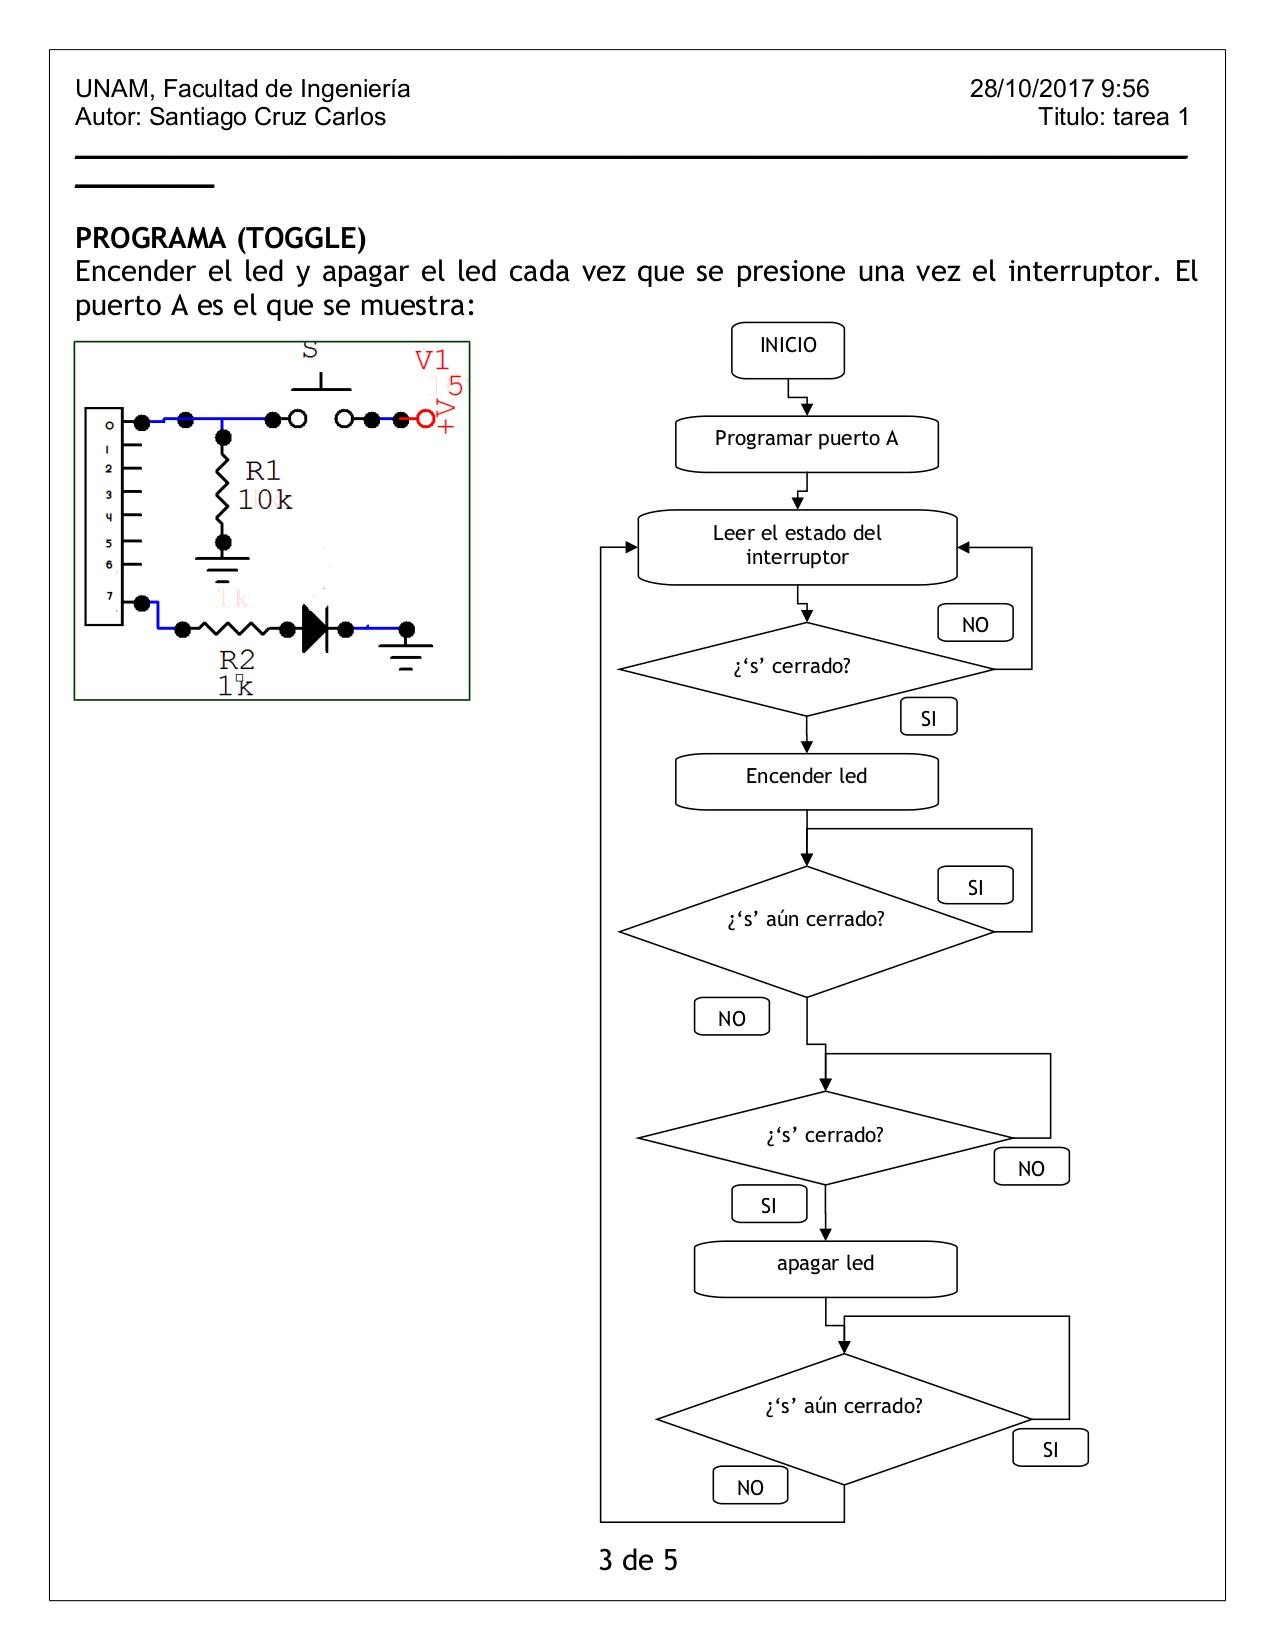 UNAM, Facultad de Ingeniería 28/10/2017 9:56
Autor: Santiago Cruz Carlos Titulo: tarea 1
PROGRAMA (TOGGLE)
Encender el led y apagar el led cada vez que se presione una vez el interruptor. El
puerto A es el que se muestra:
S
V1
5
+V
0
1
2
3
4
5
6
7
R1
10k
1k
R2
1k
INICIO
Programar puerto A
Leer el estado del
interruptor
NO
¿‘s’ cerrado?
SI
Encender led
SI
¿‘s’ aún cerrado?
NO
¿‘s’ cerrado?
NO
SI
apagar led
¿‘s’ aún cerrado?
SI
NO
3 de 5